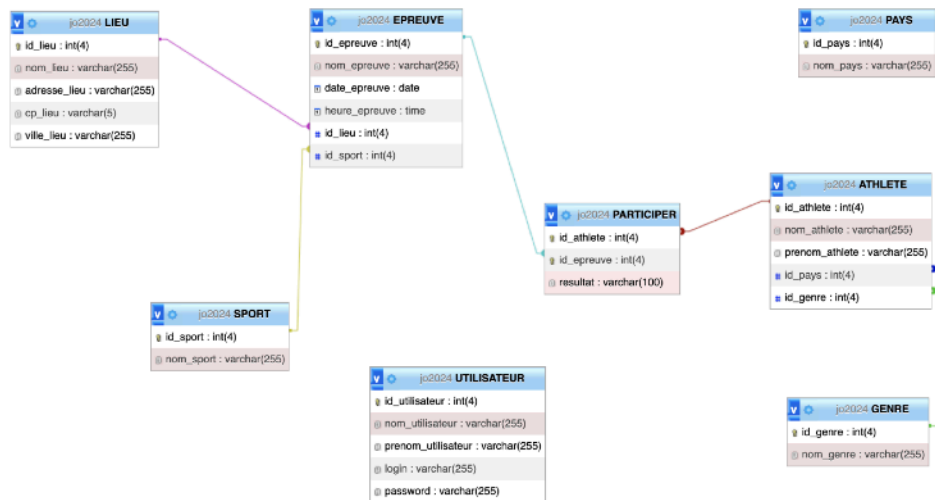 jo2024 LIEU
id_lieu : int(4)
nom_lieu : varchar(255)
adresse_lieu : varchar(255)
cp_lieu : varchar(5)
ville_lieu : varchar(255)
jo2024 EPREUVE
id_epreuve : int(4)
nom_epreuve : varchar(255)
date_epreuve : date
heure_epreuve : time
id_lieu : int(4)
id_sport : int(4)
jo2024 PAYS
id_pays : int(4)
nom_pays : varchar(255)
jo2024 PARTICIPER
id_athlete : int(4)
id_epreuve : int(4)
resultat : varchar(100)
jo2024 ATHLETE
id_athlete : int(4)
nom_athlete : varchar(255)
prenom_athlete : varchar(255)
id_pays : int(4)
id_genre : int(4)
jo2024 SPORT
id_sport : int(4)
nom_sport : varchar(255)
jo2024 UTILISATEUR
id_utilisateur : int(4)
nom_utilisateur : varchar(255)
prenom_utilisateur : varchar(255)
login : varchar(255)
password : varchar(255)
jo2024 GENRE
id_genre : int(4)
nom_genre : varchar(255)